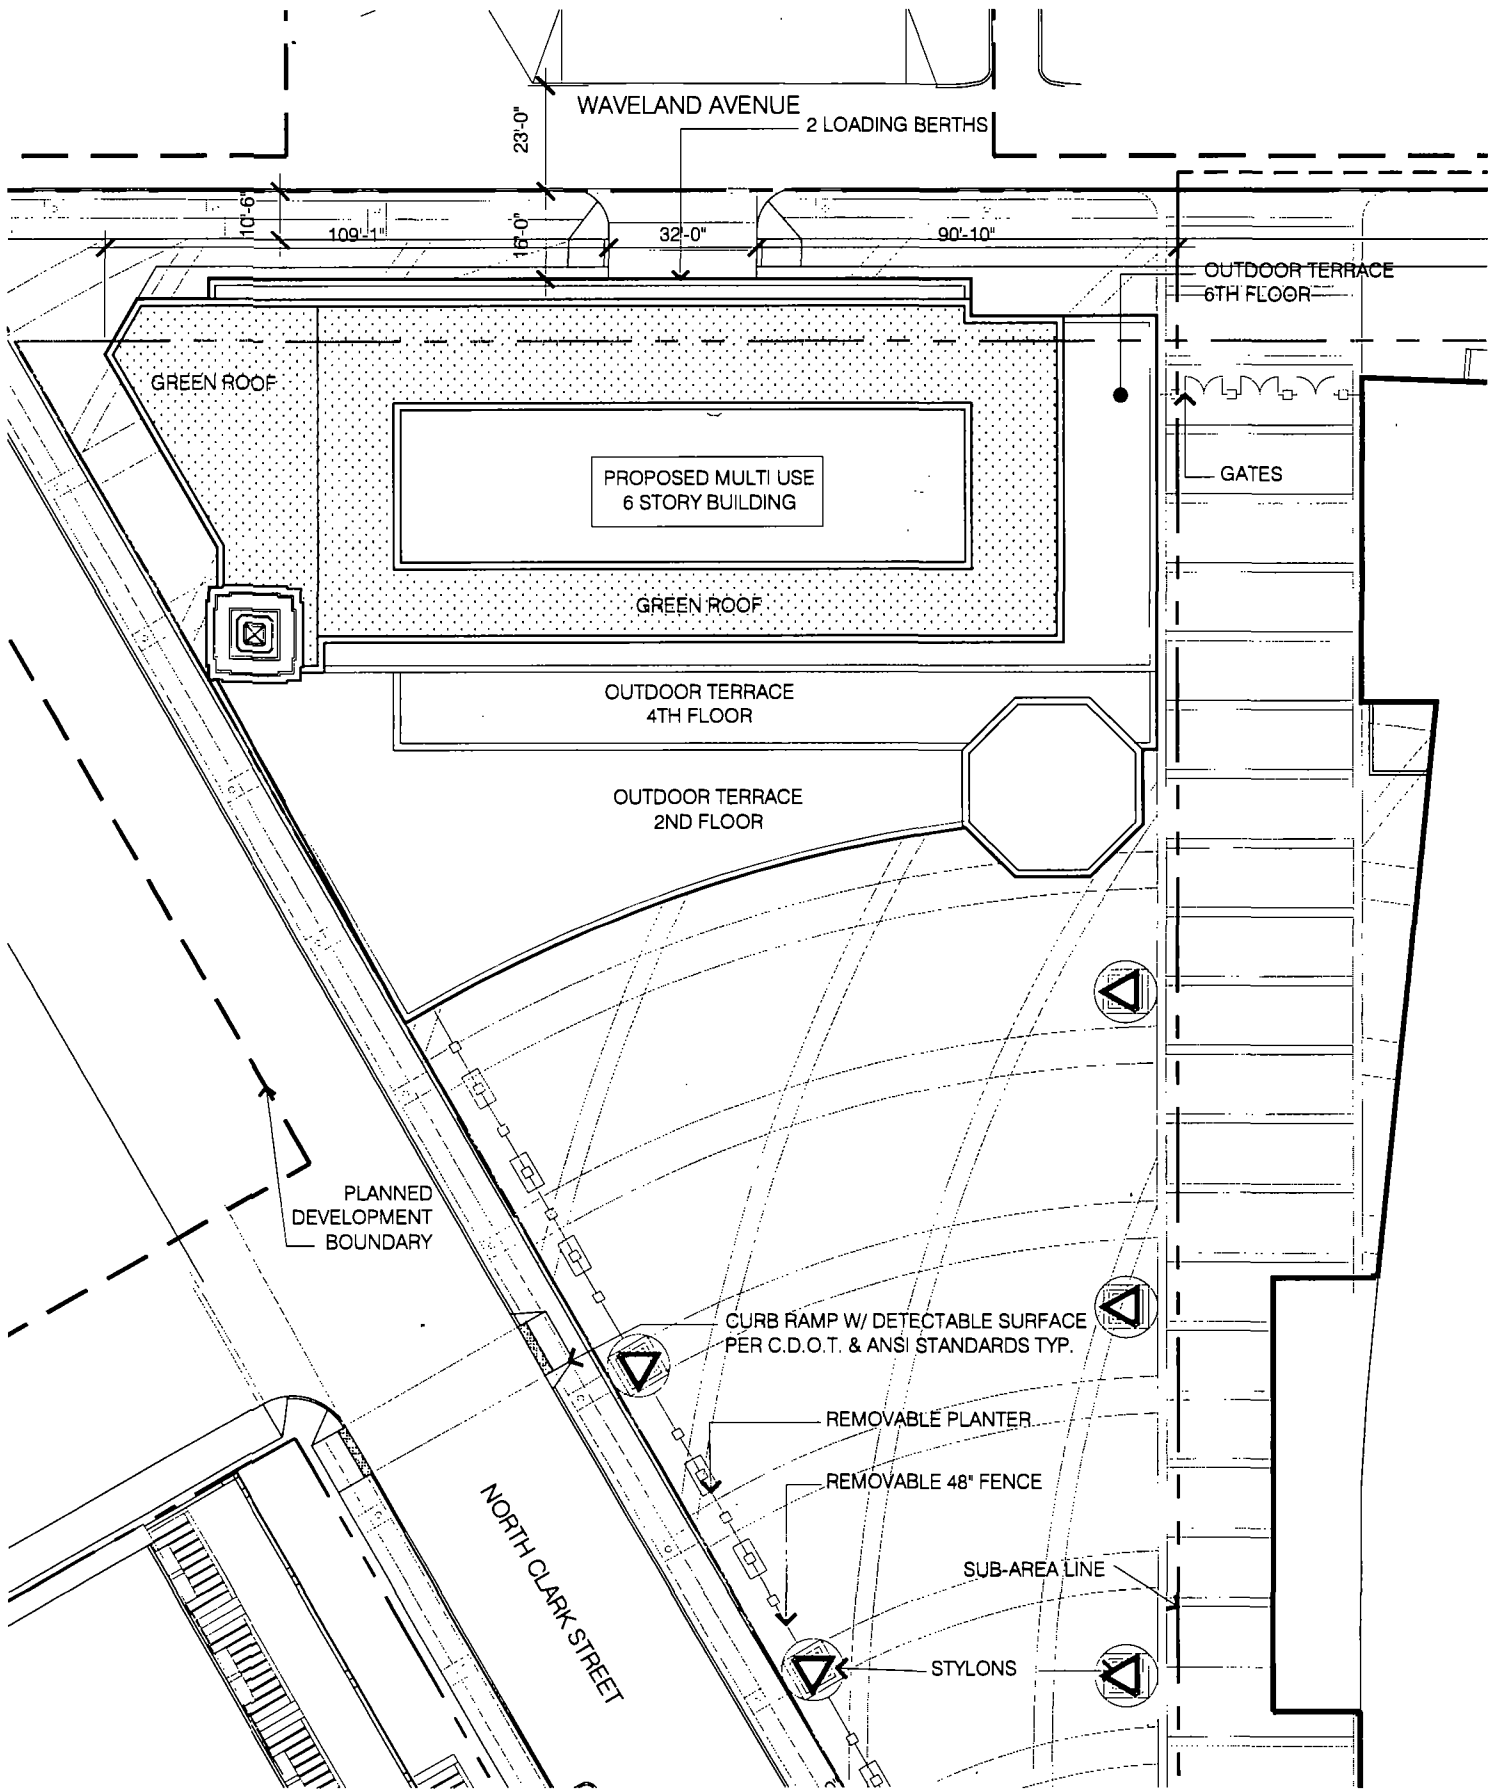 WAVELAND AVENUE
2 LOADING BERTHS
23'-0"
10'-6"
109'-1"
16'-0"
32'-0"
90'-10"
OUTDOOR TERRACE
6TH FLOOR
GREEN ROOF
PROPOSED MULTI USE
6 STORY BUILDING
GATES
GREEN ROOF
OUTDOOR TERRACE
4TH FLOOR
OUTDOOR TERRACE
2ND FLOOR
PLANNED
DEVELOPMENT
BOUNDARY
CURB RAMP W/ DETECTABLE SURFACE
PER C.D.O.T. & ANSI STANDARDS TYP.
REMOVABLE PLANTER
REMOVABLE 48" FENCE
NORTH CLARK STREET
SUB-AREA LINE
STYLONS